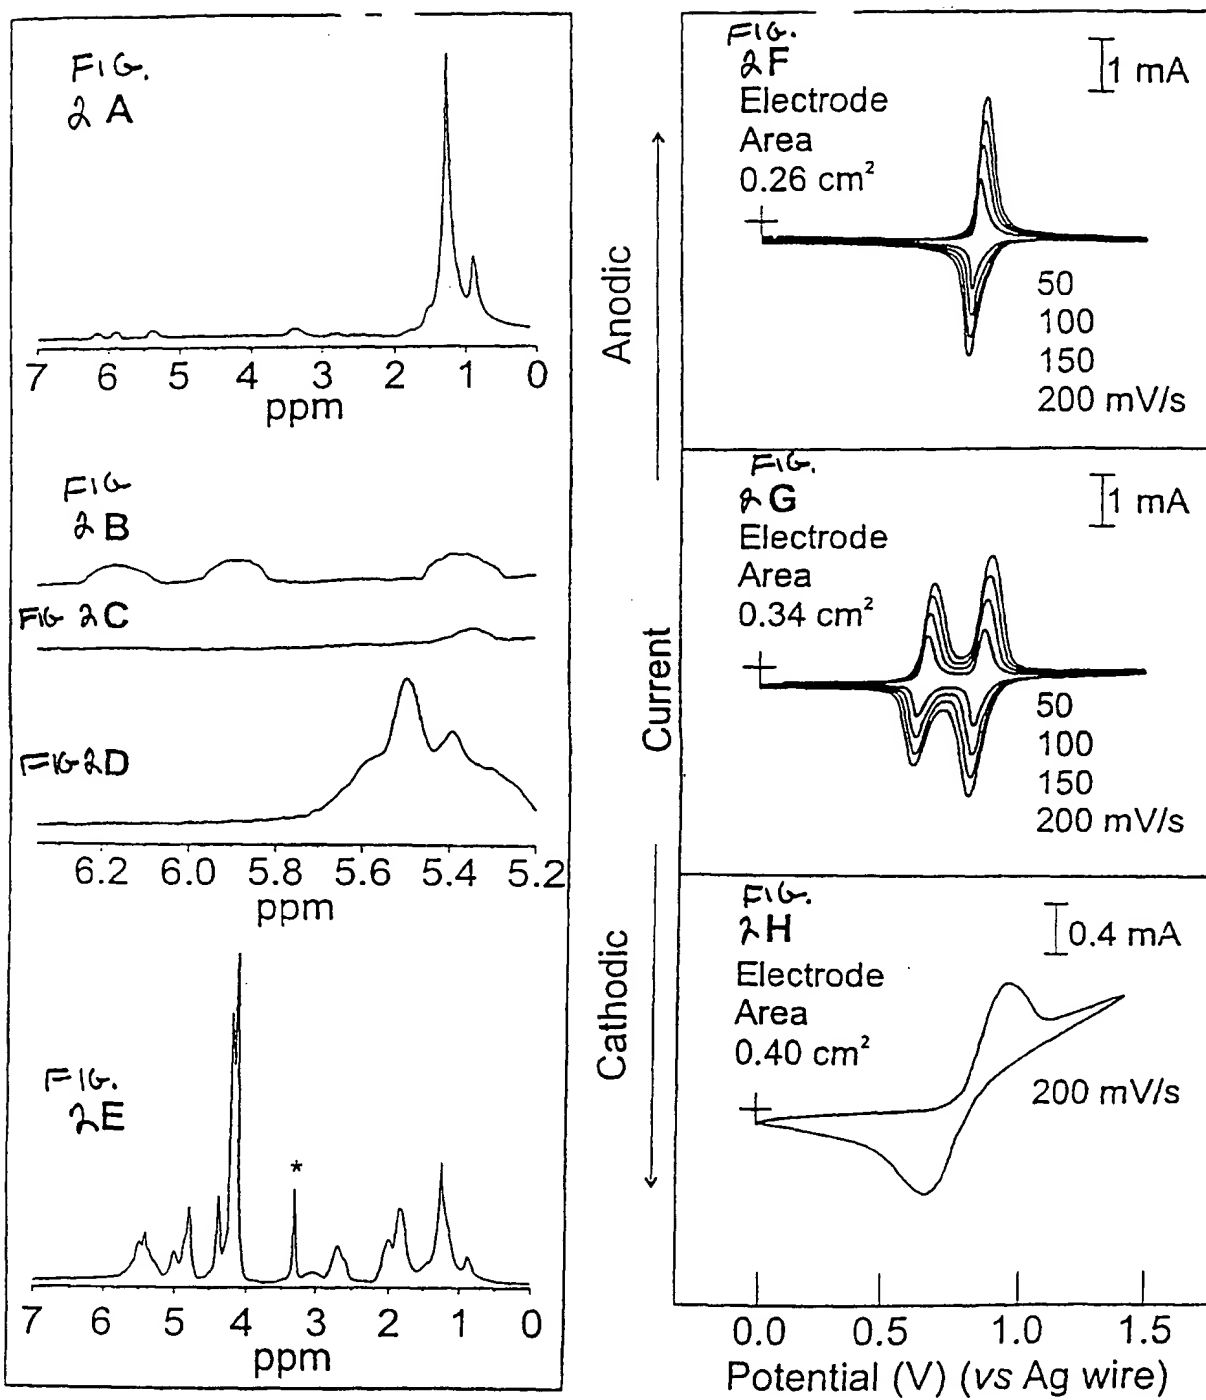 FIG.
2 A
7 6 5 4 3 2 1 0
ppm
FIG
2 B
FIG 2C
FIG 2D
6.2 6.0 5.8 5.6 5.4 5.2
ppm
FIG.
2E
*
7 6 5 4 3 2 1 0
ppm
Anodic
Current
Cathodic
FIG.
2F
Electrode
Area
0.26 cm²
1 mA
50
100
150
200 mV/s
FIG.
2G
Electrode
Area
0.34 cm²
1 mA
50
100
150
200 mV/s
FIG.
2H
Electrode
Area
0.40 cm²
0.4 mA
200 mV/s
0.0 0.5 1.0 1.5
Potential (V) (vs Ag wire)